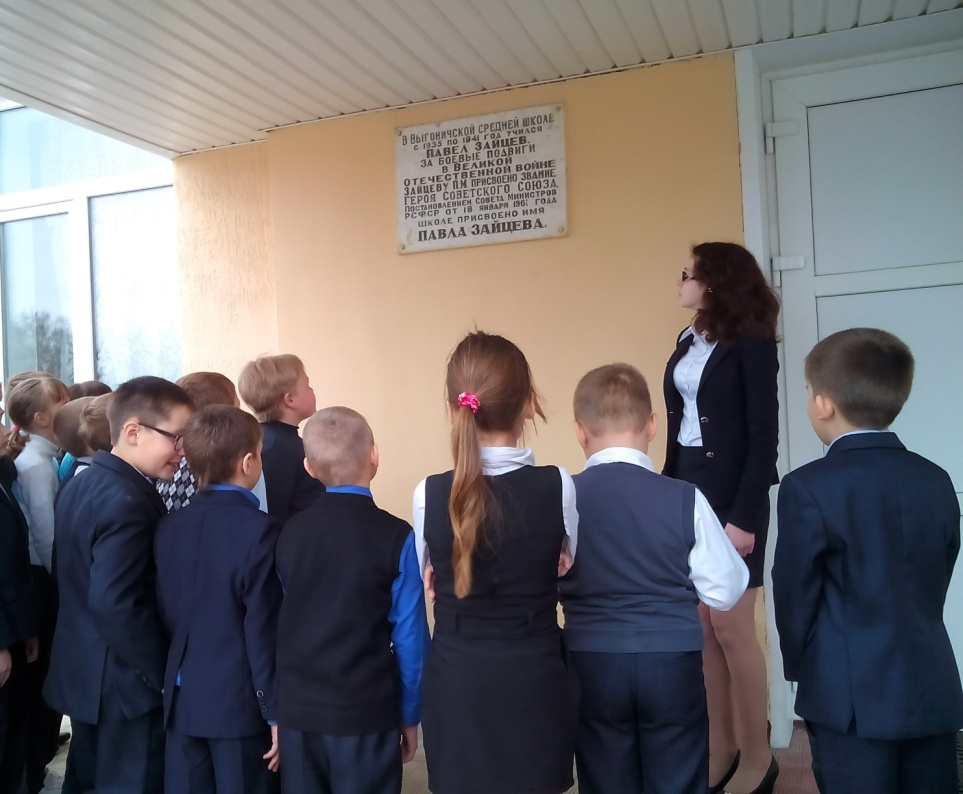 В ВЫГОНИЧСКОЙ СРЕДНЕЙ ШКОЛЕ
С 1935 ПО 1941 ГОД УЧИЛСЯ
ПАВЕЛ ЗАЙЦЕВ.
ЗА БОЕВЫЕ ПОДВИГИ
В ВЕЛИКОЙ
ОТЕЧЕСТВЕННОЙ ВОЙНЕ
ЗАЙЦЕВУ П.М. ПРИСВОЕНО ЗВАНИЕ
ГЕРОЯ СОВЕТСКОГО СОЮЗА.
ПОСТАНОВЛЕНИЕМ СОВЕТА МИНИСТРОВ
РСФСР ОТ 18 ЯНВАРЯ 1961 ГОДА
ШКОЛЕ ПРИСВОЕНО ИМЯ
ПАВЛА ЗАЙЦЕВА.